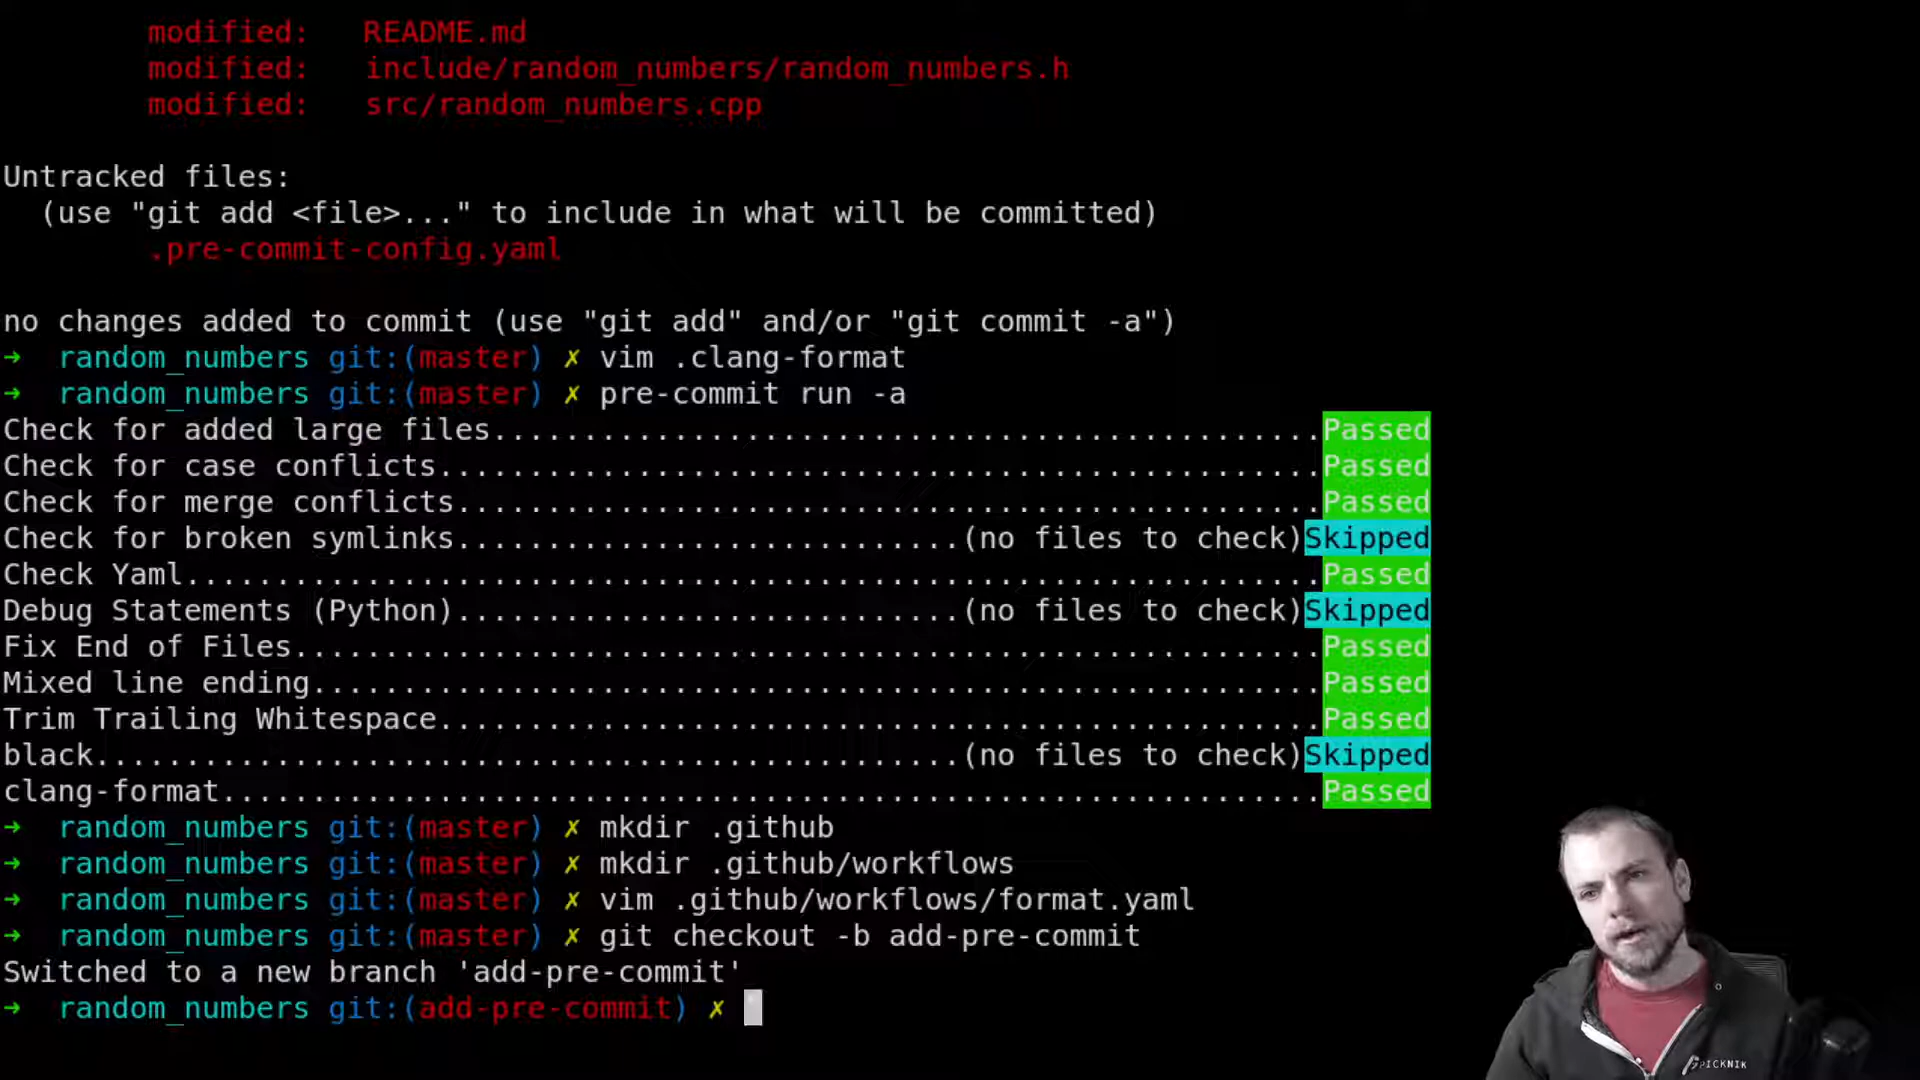 modified:   README.md
modified:   include/random_numbers/random_numbers.h
modified:   src/random_numbers.cpp
Untracked files:
(use "git add <file>..." to include in what will be committed)
.pre-commit-config.yaml
no changes added to commit (use "git add" and/or "git commit -a")
→  random_numbers git:(master) ✗ vim .clang-format
→  random_numbers git:(master) ✗ pre-commit run -a
Check for added large files..............................................Passed
Check for case conflicts.................................................Passed
Check for merge conflicts................................................Passed
Check for broken symlinks............................(no files to check)Skipped
Check Yaml...............................................................Passed
Debug Statements (Python)............................(no files to check)Skipped
Fix End of Files.........................................................Passed
Mixed line ending........................................................Passed
Trim Trailing Whitespace.................................................Passed
black................................................(no files to check)Skipped
clang-format.............................................................Passed
→  random_numbers git:(master) ✗ mkdir .github
→  random_numbers git:(master) ✗ mkdir .github/workflows
→  random_numbers git:(master) ✗ vim .github/workflows/format.yaml
→  random_numbers git:(master) ✗ git checkout -b add-pre-commit
Switched to a new branch 'add-pre-commit'
→  random_numbers git:(add-pre-commit) ✗
PICKNIK